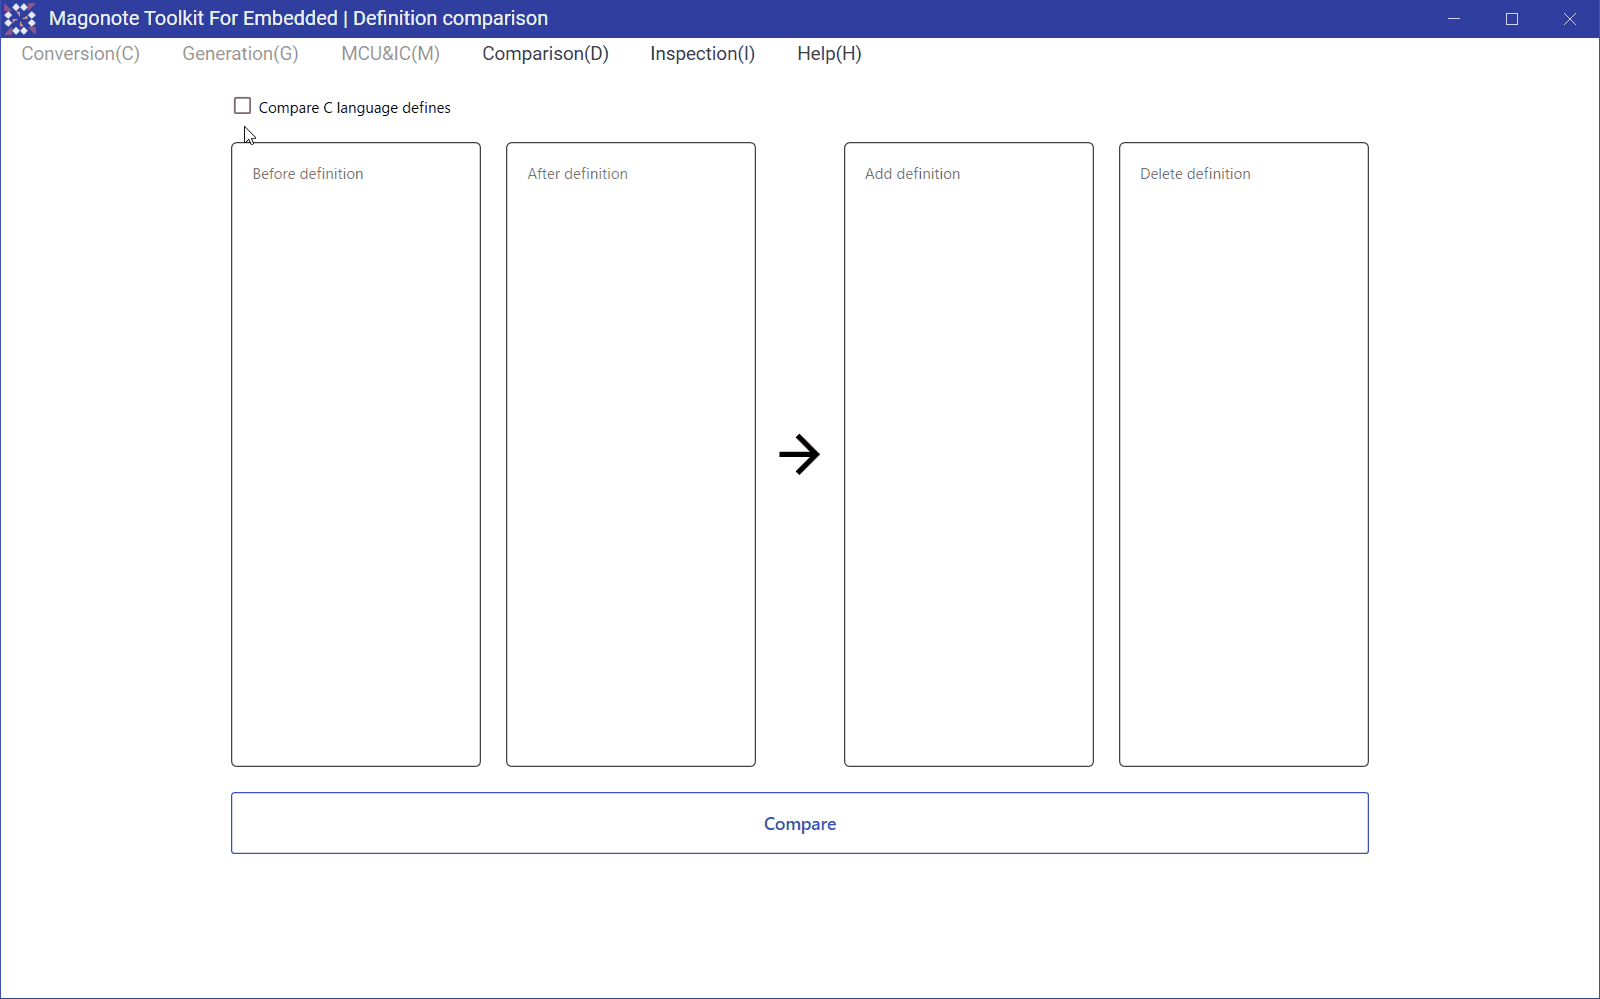 Magonote Toolkit For Embedded | Definition comparison
Conversion(C) Generation(G) MCU&IC(M) Comparison(D) Inspection(I) Help(H)
Compare C language defines
Before definition After definition Add definition Delete definition
Compare